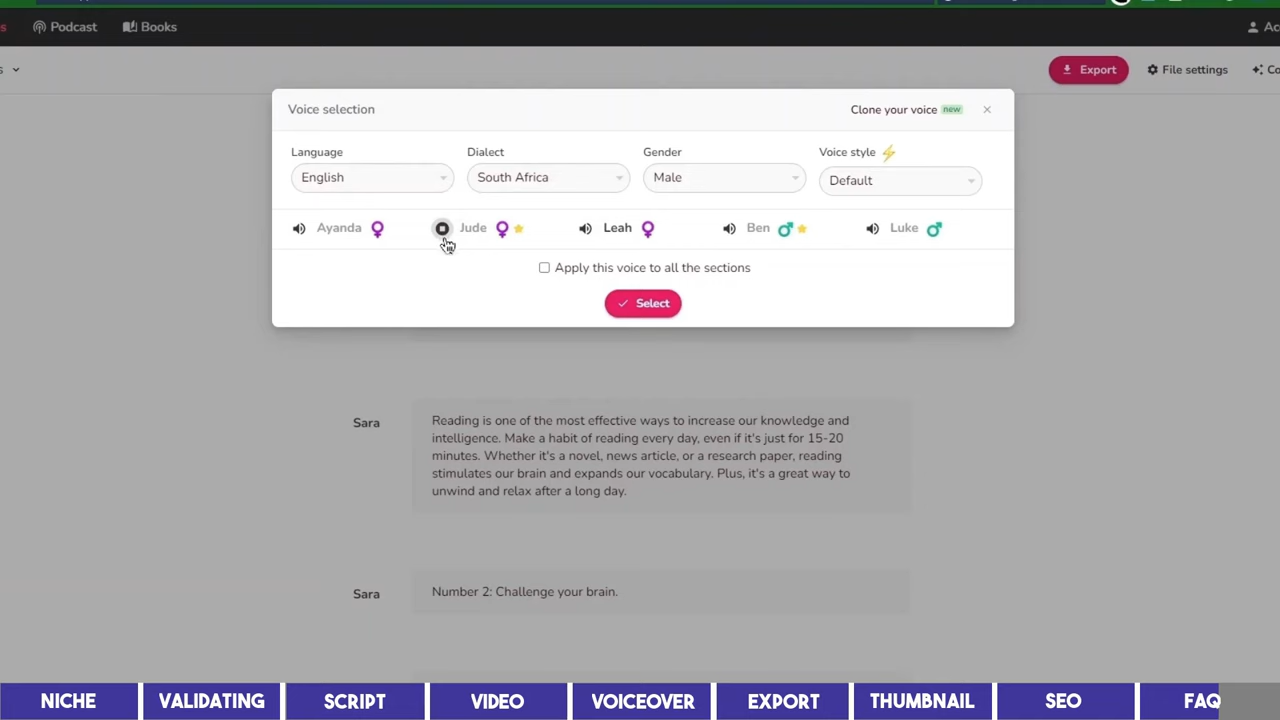 Podcast
Books
Export
File settings
Voice selection
Clone your voice new
Language
Dialect
Gender
Voice style
English
South Africa
Male
Default
Ayanda
Jude
Leah
Ben
Luke
Apply this voice to all the sections
Select
Sara
Reading is one of the most effective ways to increase our knowledge and
intelligence. Make a habit of reading every day, even if it's just for 15-20
minutes. Whether it's a novel, news article, or a research paper, reading
stimulates our brain and expands our vocabulary. Plus, it's a great way to
unwind and relax after a long day.
Sara
Number 2: Challenge your brain.
NICHE
VALIDATING
SCRIPT
VIDEO
VOICEOVER
EXPORT
THUMBNAIL
SEO
FAQ